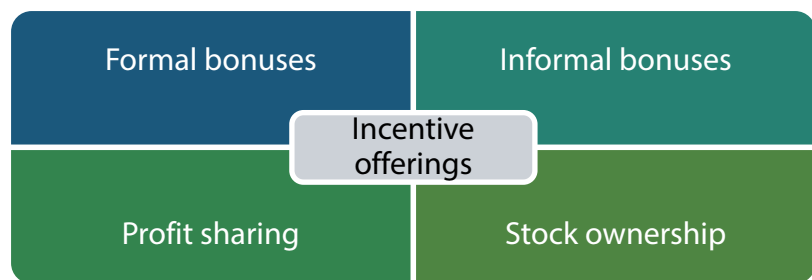 Formal bonuses
Informal bonuses
Incentive
offerings
Profit sharing
Stock ownership